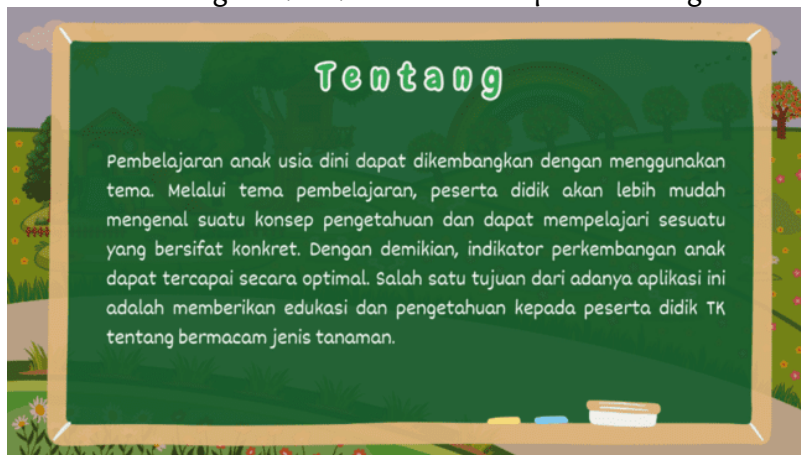 Tentang
Pembelajaran anak usia dini dapat dikembangkan dengan menggunakan
tema. Melalui tema pembelajaran, peserta didik akan lebih mudah
mengenal suatu konsep pengetahuan dan dapat mempelajari sesuatu
yang bersifat konkret. Dengan demikian, indikator perkembangan anak
dapat tercapai secara optimal. Salah satu tujuan dari adanya aplikasi ini
adalah memberikan edukasi dan pengetahuan kepada peserta didik TK
tentang bermacam jenis tanaman.